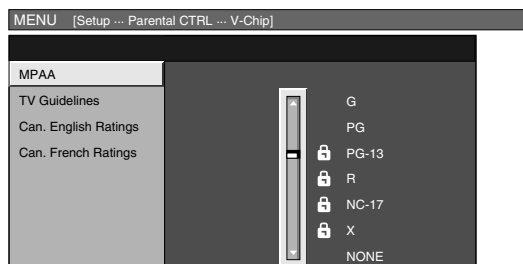 MENU [Setup ··· Parental CTRL ··· V-Chip]
MPAA
TV Guidelines
Can. English Ratings
Can. French Ratings
G
PG
PG-13
R
NC-17
X
NONE